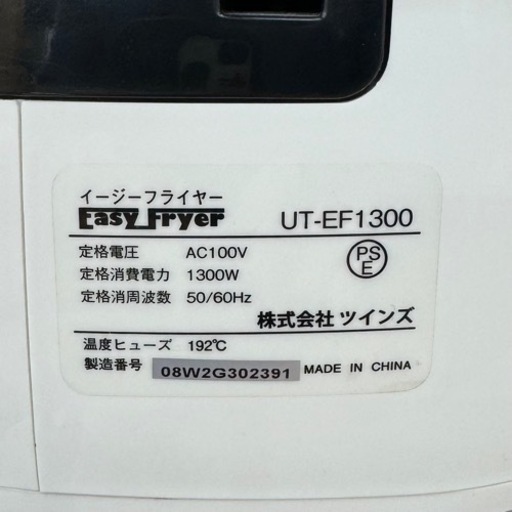 イージーフライヤー
Easy Fryer UT-EF1300
定格電圧 AC100V
定格消費電力 1300W
定格消周波数 50/60Hz
PSE
株式会社 ツインズ
温度ヒューズ 192℃
製造番号 08W2G302391 MADE IN CHINA